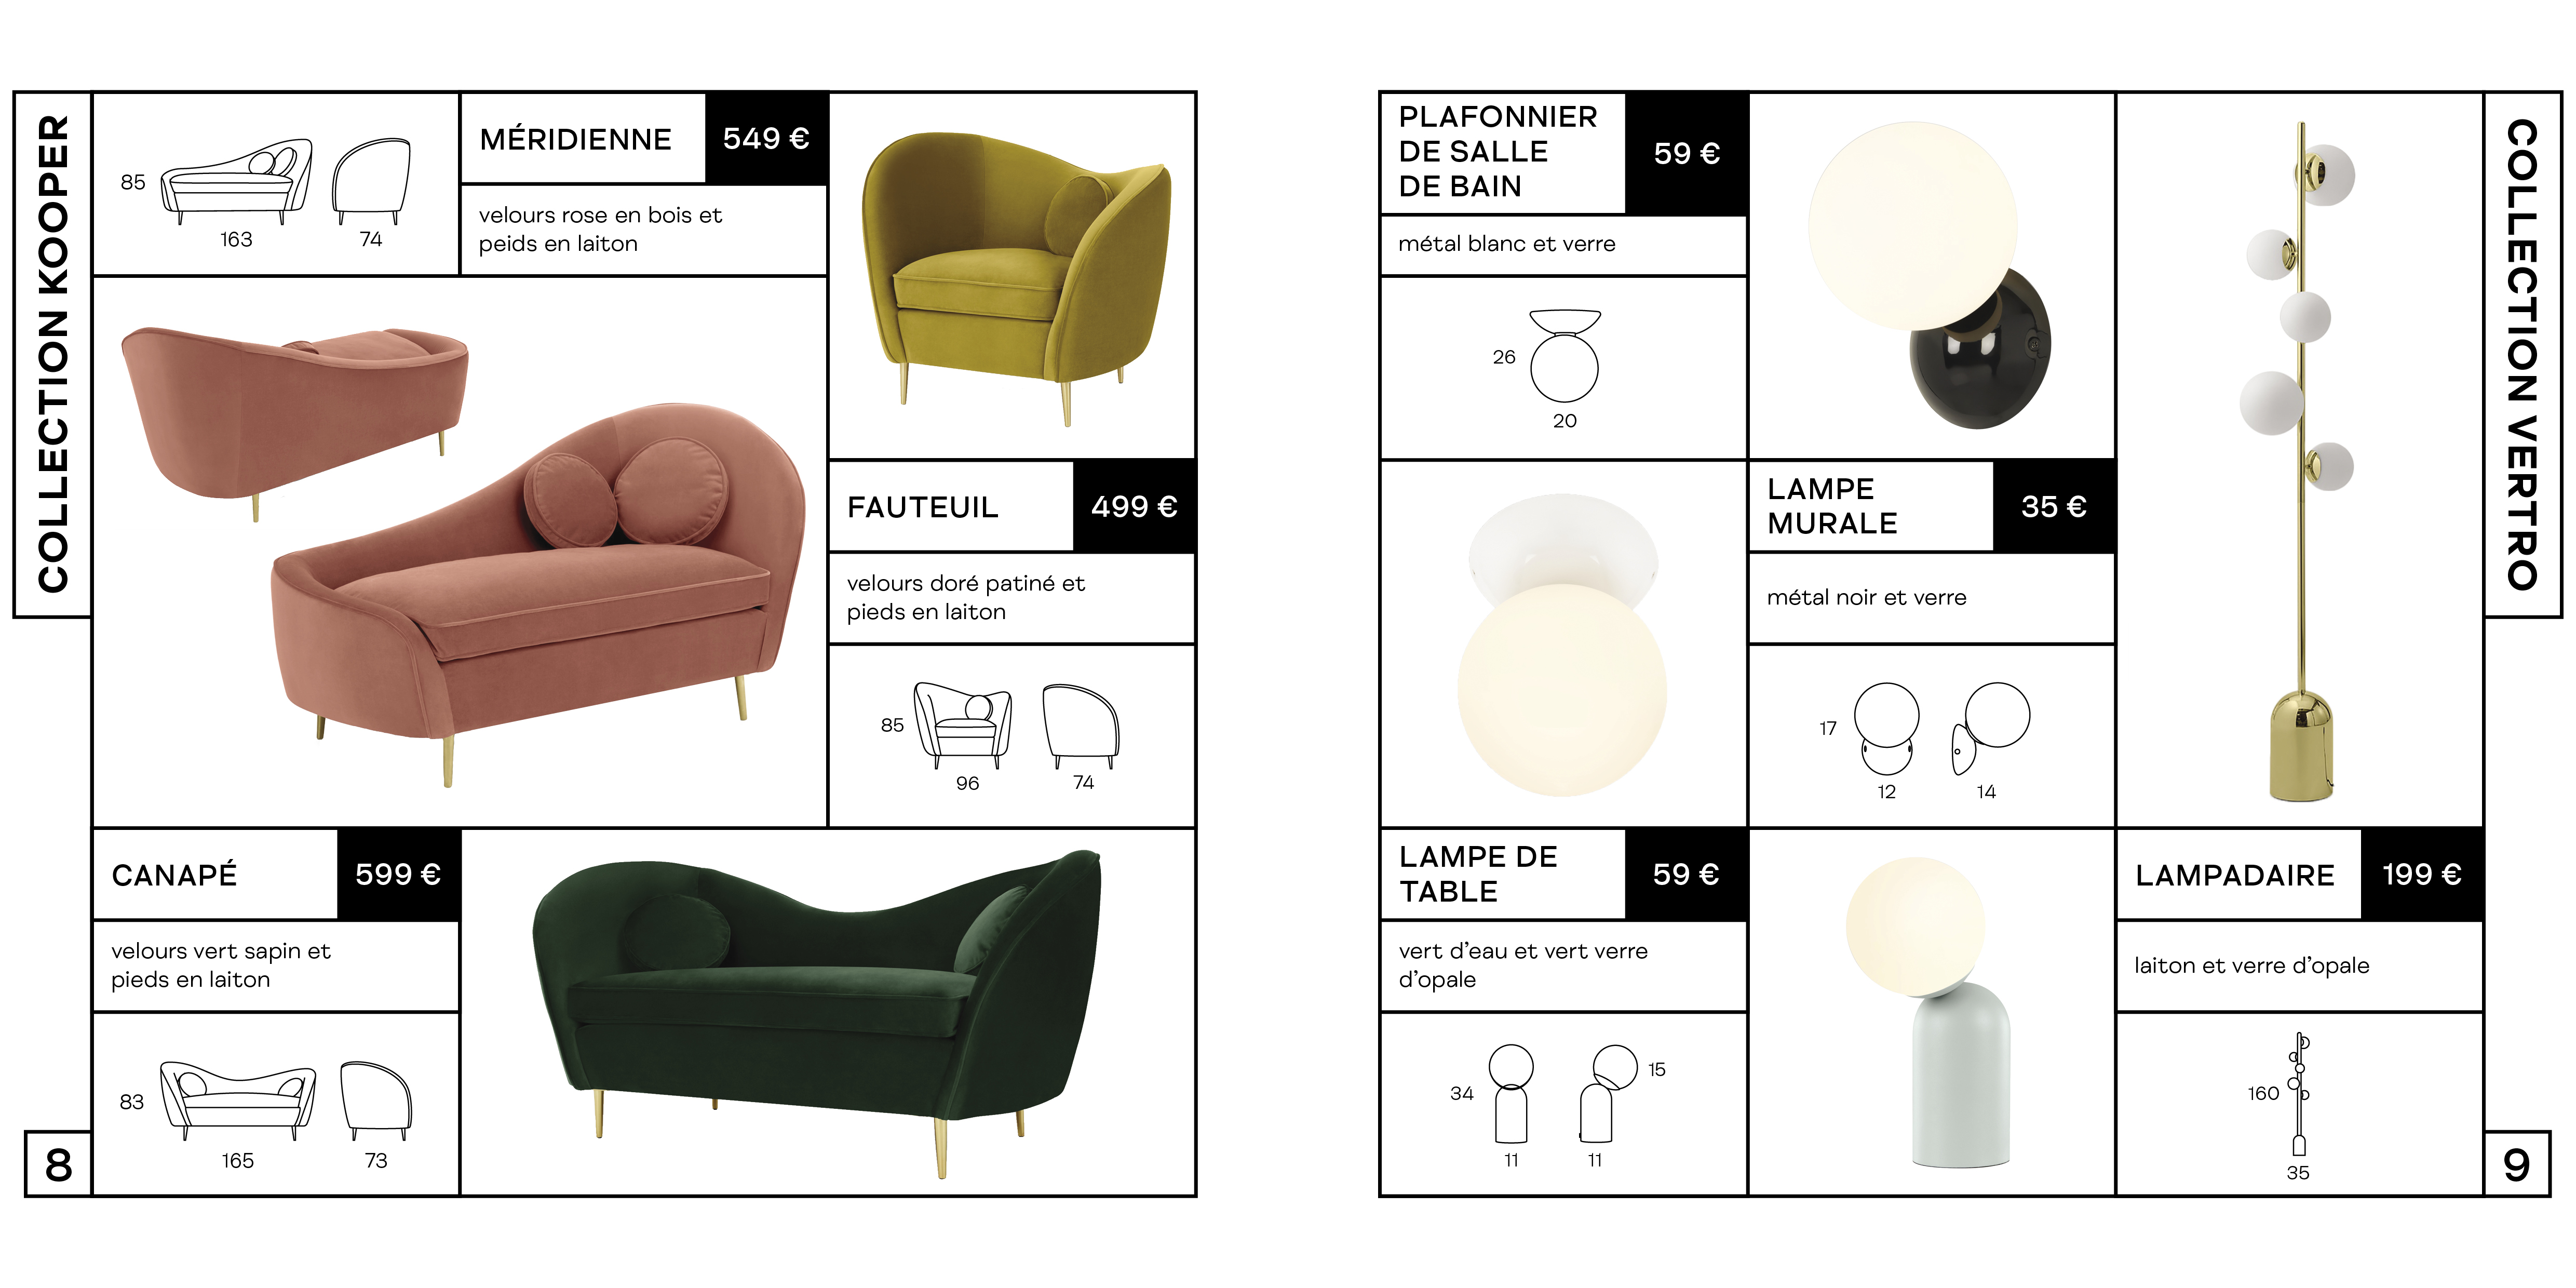 COLLECTION KOOPER
85
163
74
MÉRIDIENNE
549 €
velours rose en bois et
peids en laiton
FAUTEUIL
499 €
velours doré patiné et
pieds en laiton
85
96
74
CANAPÉ
599 €
velours vert sapin et
pieds en laiton
83
165
73
8
PLAFONNIER
DE SALLE
DE BAIN
59 €
métal blanc et verre
26
20
LAMPE
MURALE
35 €
métal noir et verre
17
12
14
LAMPE DE
TABLE
59 €
vert d’eau et vert verre
d’opale
34
11
15
11
LAMPADAIRE
199 €
laiton et verre d’opale
160
35
COLLECTION VERTRO
9